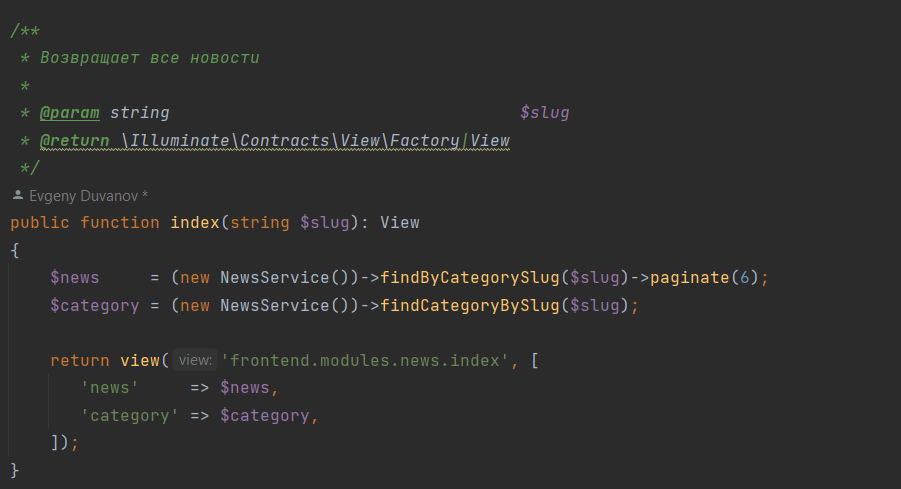 /**
 * Возвращает все новости
 *
 * @param string $slug
 * @return \Illuminate\Contracts\View\Factory|View
 */
Evgeny Duvanov *
public function index(string $slug): View
{
    $news     = (new NewsService())->findByCategorySlug($slug)->paginate(6);
    $category = (new NewsService())->findCategoryBySlug($slug);
    return view( view: 'frontend.modules.news.index', [
        'news'     => $news,
        'category' => $category,
    ]);
}